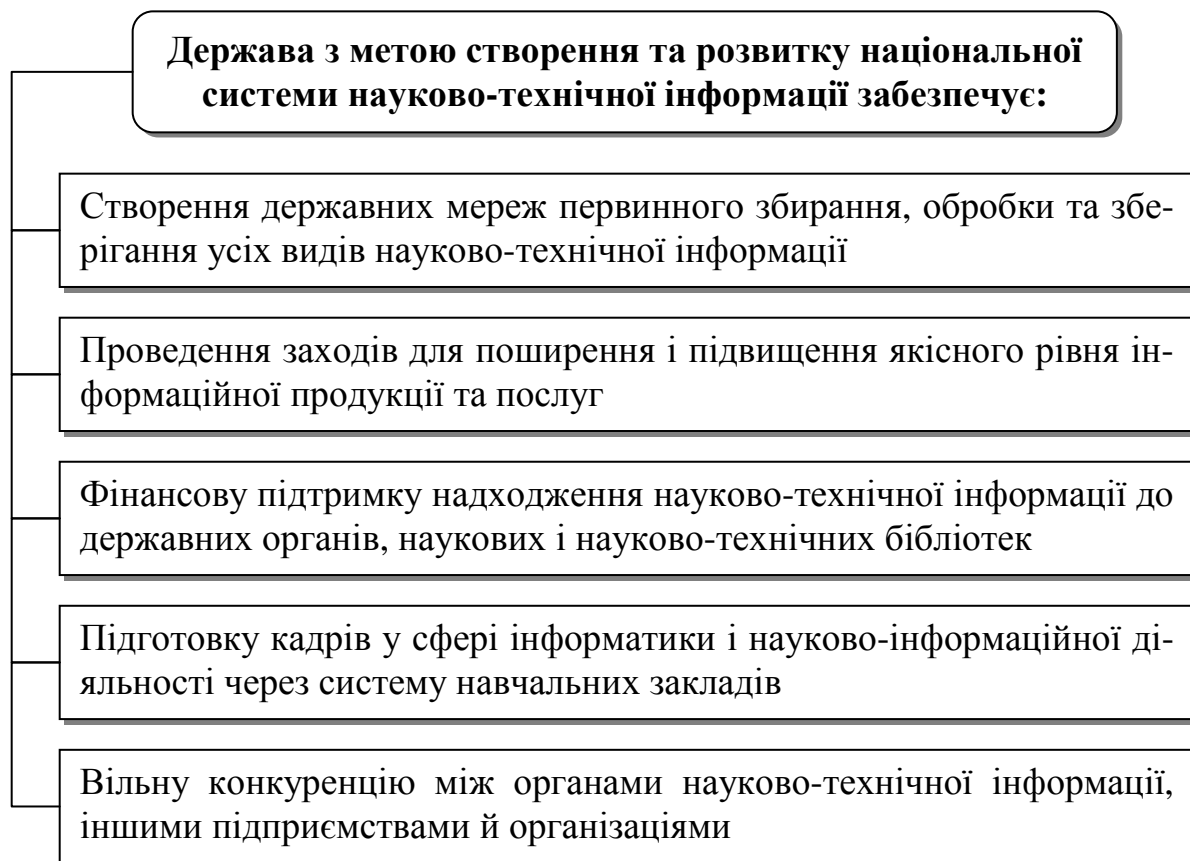 Держава з метою створення та розвитку національної
системи науково-технічної інформації забезпечує:
Створення державних мереж первинного збирання, обробки та збе-
рігання усіх видів науково-технічної інформації
Проведення заходів для поширення і підвищення якісного рівня ін-
формаційної продукції та послуг
Фінансову підтримку надходження науково-технічної інформації до
державних органів, наукових і науково-технічних бібліотек
Підготовку кадрів у сфері інформатики і науково-інформаційної ді-
яльності через систему навчальних закладів
Вільну конкуренцію між органами науково-технічної інформації,
іншими підприємствами й організаціями